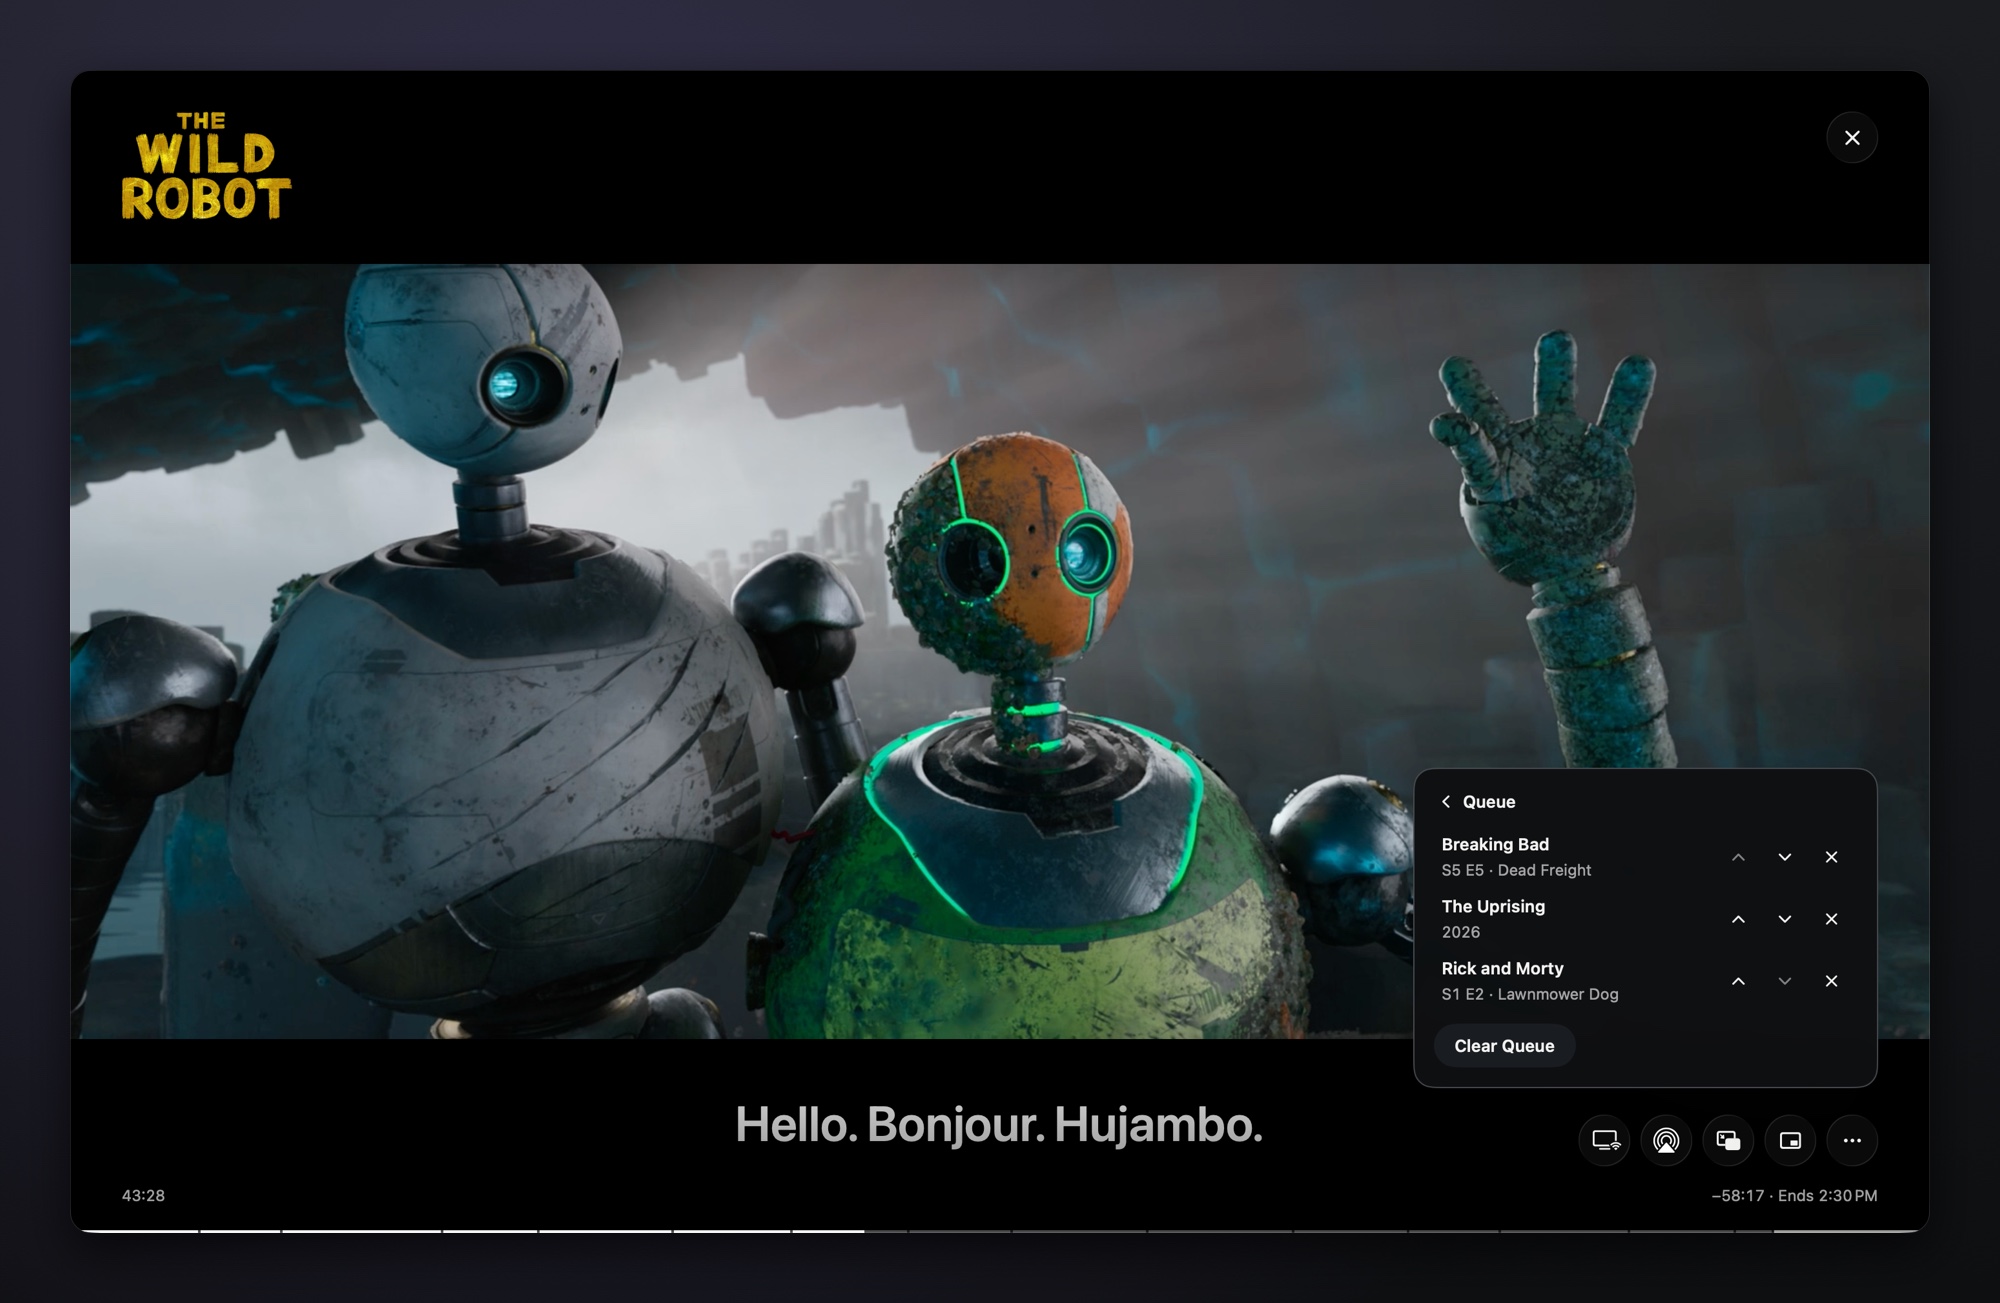 THE
WILD
ROBOT
Queue
Breaking Bad
S5 E5 · Dead Freight
The Uprising
2026
Rick and Morty
S1 E2 · Lawnmower Dog
Clear Queue
Hello. Bonjour. Hujambo.
43:28
−58:17 · Ends 2:30 PM